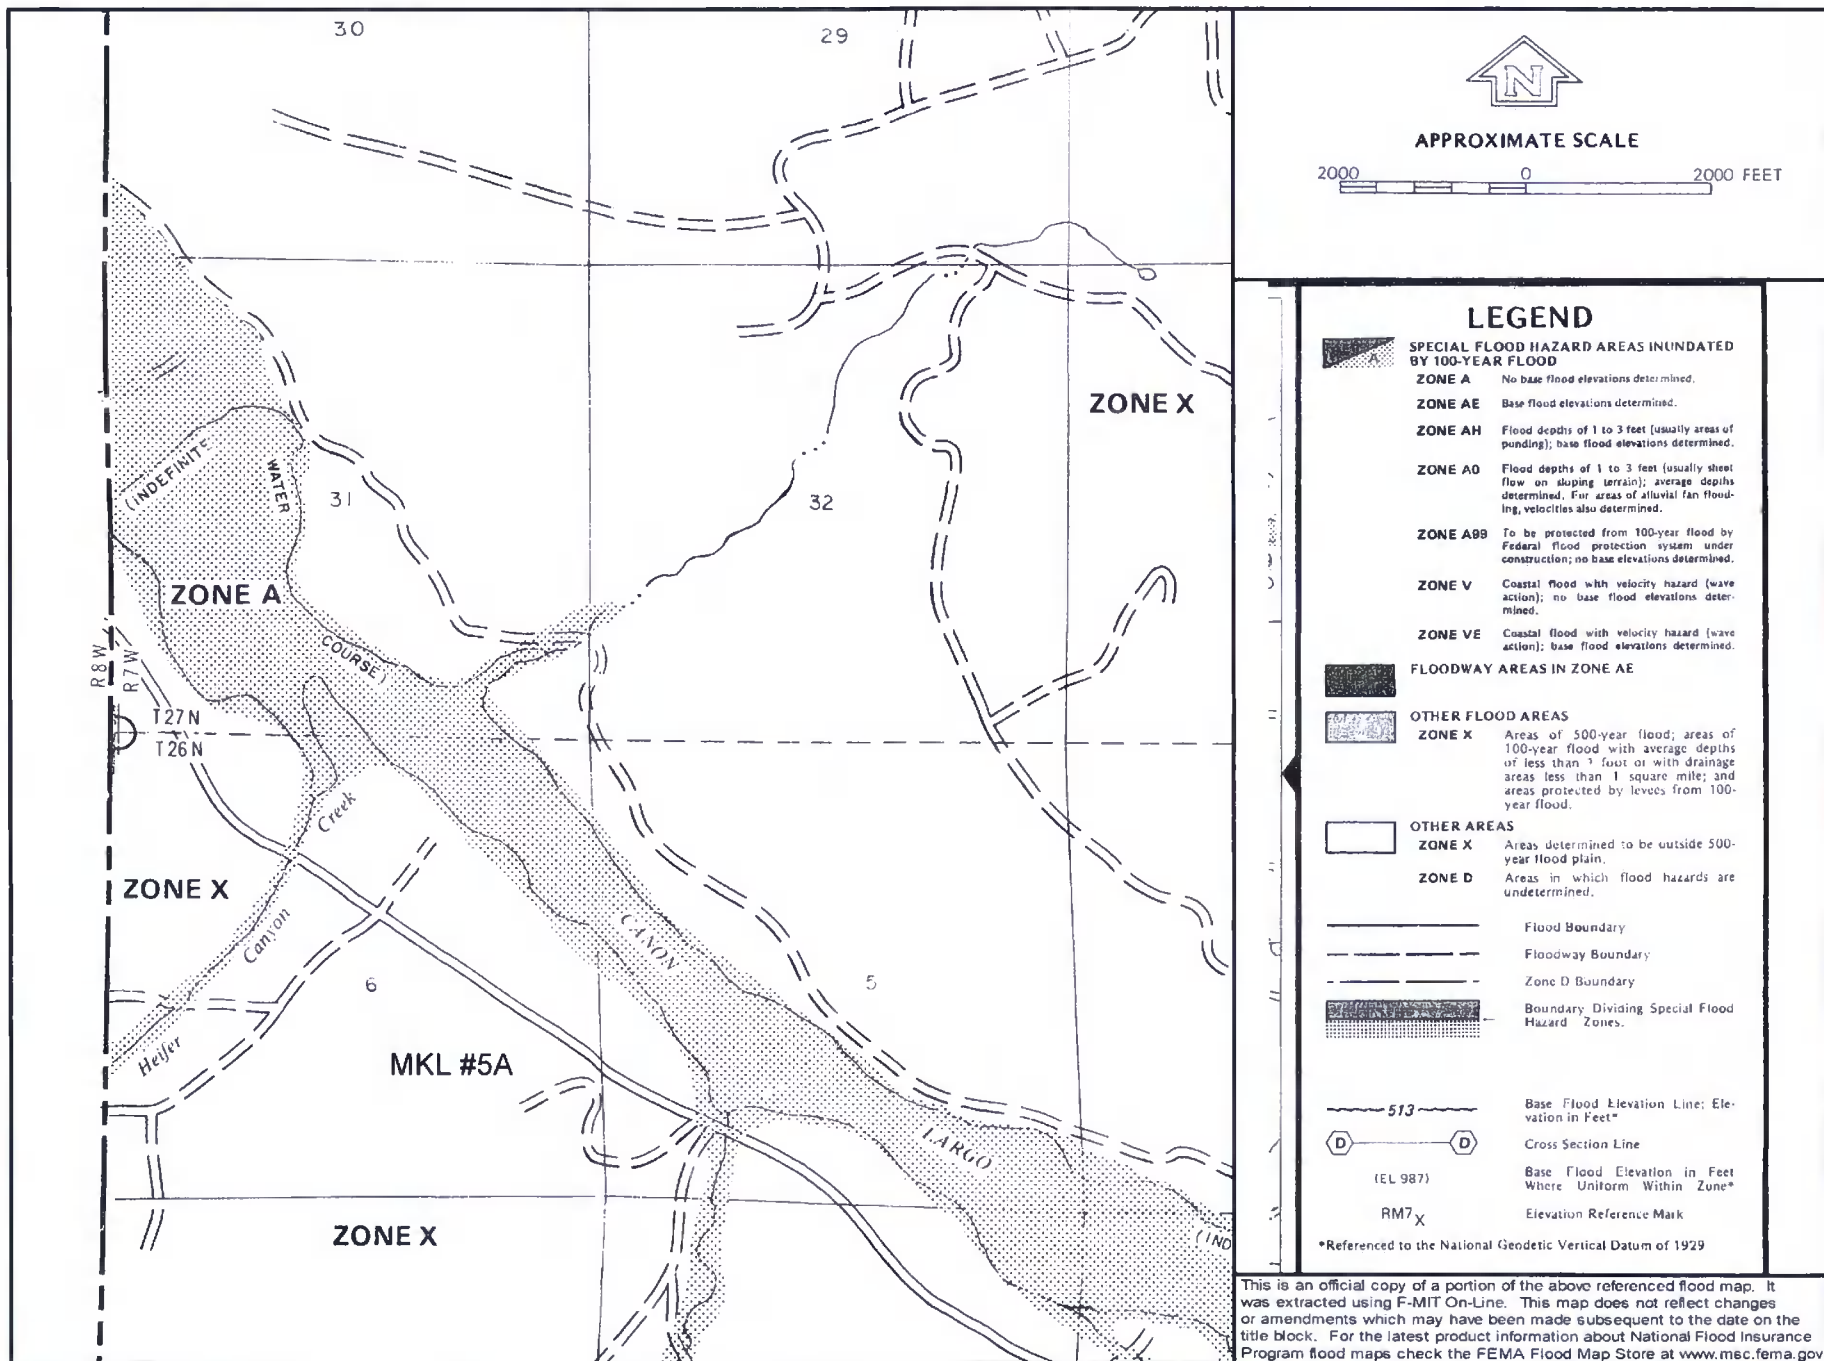 30
29
ZONE X
(INDEFINITE
WATER
31
32
ZONE A
COURSE)
R8W
R7W
T27N
T26N
Creek
ZONE X
Canyon
CANON
6
5
Heifer
MKL #5A
LARGO
ZONE X
(IND
N
APPROXIMATE SCALE
2000 0 2000 FEET
LEGEND
A
SPECIAL FLOOD HAZARD AREAS INUNDATED
BY 100-YEAR FLOOD
ZONE A No base flood elevations determined.
ZONE AE Base flood elevations determined.
ZONE AH Flood depths of 1 to 3 feet (usually areas of
ponding); base flood elevations determined.
ZONE AO Flood depths of 1 to 3 feet (usually sheet
flow on sloping terrain); average depths
determined. For areas of alluvial fan flood-
ing, velocities also determined.
ZONE A99 To be protected from 100-year flood by
Federal flood protection system under
construction; no base elevations determined.
ZONE V Coastal flood with velocity hazard (wave
action); no base flood elevations deter-
mined.
ZONE VE Coastal flood with velocity hazard (wave
action); base flood elevations determined.
FLOODWAY AREAS IN ZONE AE
OTHER FLOOD AREAS
ZONE X Areas of 500-year flood; areas of
100-year flood with average depths
of less than 1 foot or with drainage
areas less than 1 square mile; and
areas protected by levees from 100-
year flood.
OTHER AREAS
ZONE X Areas determined to be outside 500-
year flood plain.
ZONE D Areas in which flood hazards are
undetermined.
Flood Boundary
Floodway Boundary
Zone D Boundary
Boundary Dividing Special Flood
Hazard Zones.
513 Base Flood Elevation Line; Ele-
vation in Feet*
D D Cross Section Line
(EL 987) Base Flood Elevation in Feet
Where Uniform Within Zone*
RM7X Elevation Reference Mark
*Referenced to the National Geodetic Vertical Datum of 1929
This is an official copy of a portion of the above referenced flood map. It
was extracted using F-MIT On-Line. This map does not reflect changes
or amendments which may have been made subsequent to the date on the
title block. For the latest product information about National Flood Insurance
Program flood maps check the FEMA Flood Map Store at www.msc.fema.gov